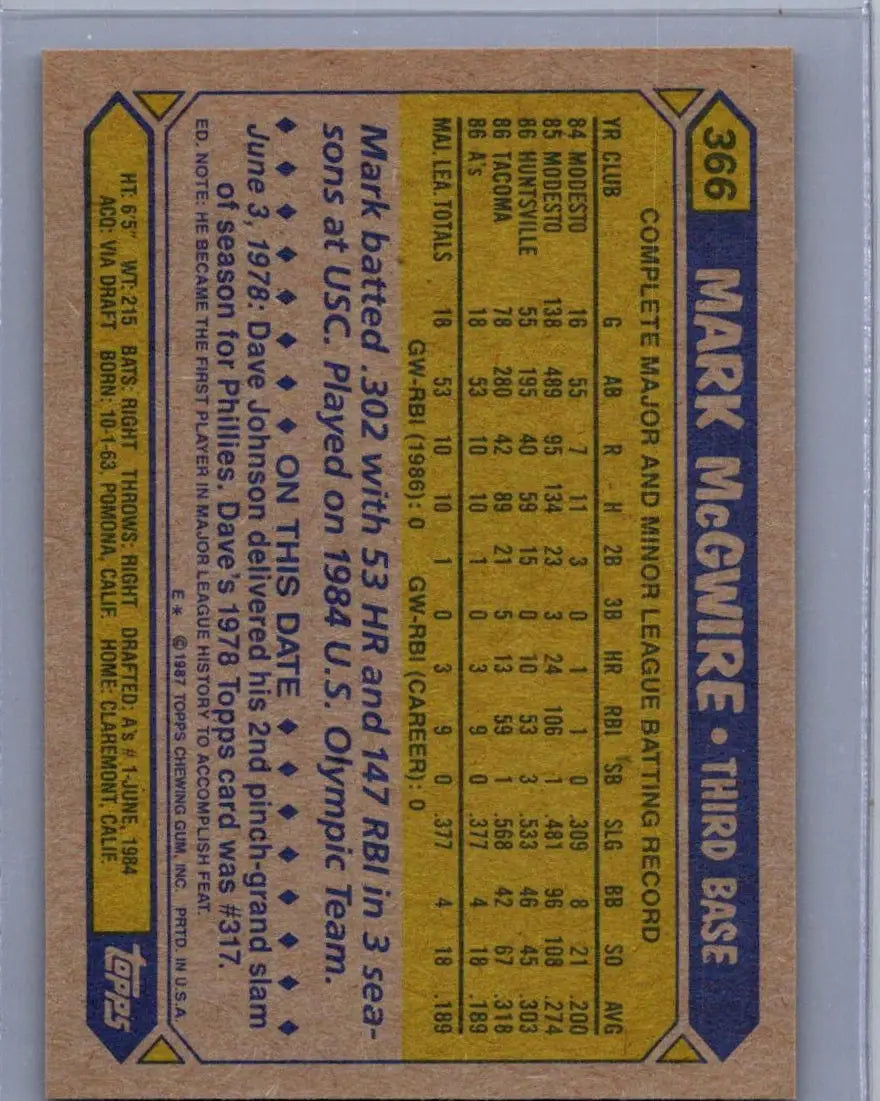 366 MARK McGWIRE • THIRD BASE
COMPLETE MAJOR AND MINOR LEAGUE BATTING RECORD
YR CLUB G AB R H 2B 3B HR RBI SB SLG BB SO AVG
84 MODESTO 16 55 7 11 3 0 1 1 0 .309 8 21 .200
85 MODESTO 138 489 95 134 23 3 24 106 1 .481 96 108 .274
86 HUNTSVILLE 55 195 40 59 15 0 10 53 3 .533 46 45 .303
86 TACOMA 78 280 42 89 21 5 13 59 1 .568 42 67 .318
86 A's 18 53 10 10 1 0 3 9 0 .377 4 18 .189
MAJ. LEA. TOTALS 18 53 10 10 1 0 3 9 0 .377 4 18 .189
GW-RBI (1986): 0 GW-RBI (CAREER): 0
Mark batted .302 with 53 HR and 147 RBI in 3 sea-
sons at USC. Played on 1984 U.S. Olympic Team.
♦ ♦ ♦ ♦ ♦ ♦ ♦ ♦ ON THIS DATE ♦ ♦ ♦ ♦ ♦ ♦ ♦ ♦
June 3, 1978: Dave Johnson delivered his 2nd pinch-grand slam
of season for Phillies. Dave's 1978 Topps card was #317.
ED. NOTE: HE BECAME THE FIRST PLAYER IN MAJOR LEAGUE HISTORY TO ACCOMPLISH FEAT.
E* ©1987 TOPPS CHEWING GUM, INC. PRTD. IN U.S.A.
HT: 6'5" WT: 215 BATS: RIGHT THROWS: RIGHT DRAFTED: A's #1-JUNE, 1984
ACQ: VIA DRAFT BORN: 10-1-63, POMONA, CALIF. HOME: CLAREMONT, CALIF.
TOPPS